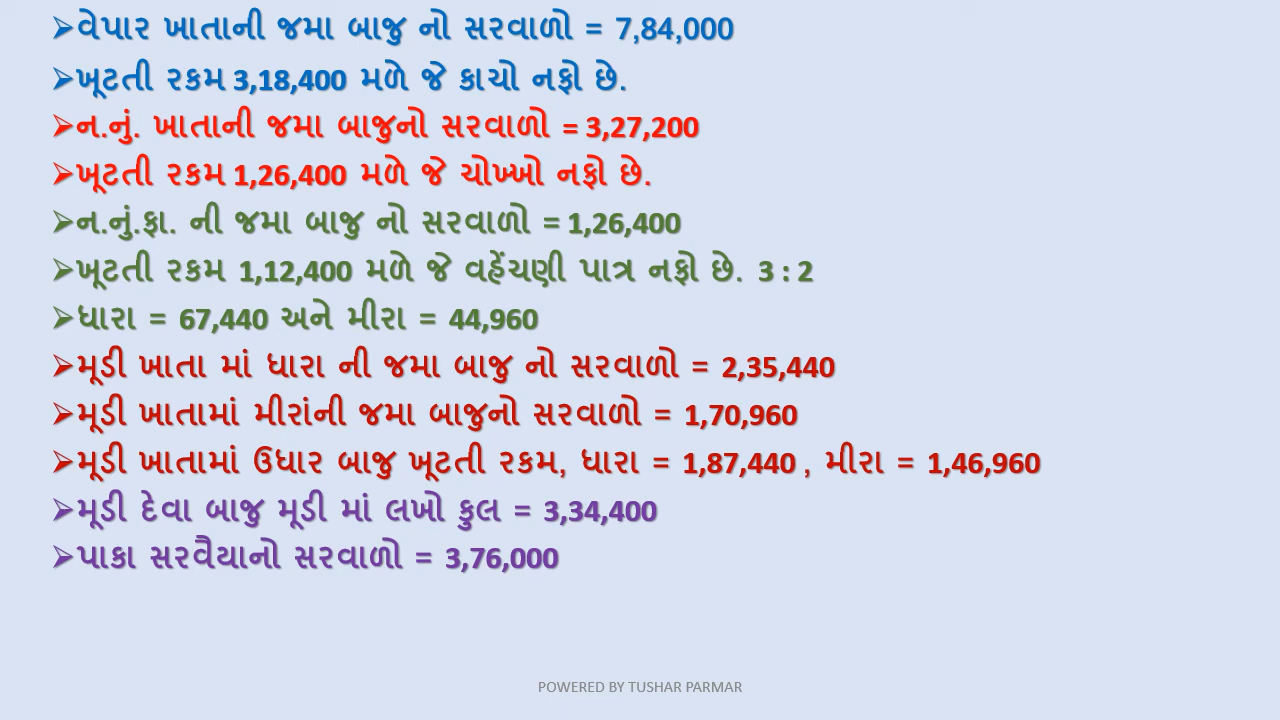 ➢વેપાર ખાતાની જમા બાજુ નો સરવાળો = 7,84,000
➢ખૂટતી રકમ 3,18,400 મળે જે કાચો નફો છે.
➢ન.નું. ખાતાની જમા બાજુનો સરવાળો = 3,27,200
➢ખૂટતી રકમ 1,26,400 મળે જે ચોખ્ખો નફો છે.
➢ન.નું.ફા. ની જમા બાજુ નો સરવાળો = 1,26,400
➢ખૂટતી રકમ 1,12,400 મળે જે વહેંચણી પાત્ર નફો છે. 3 : 2
➢ધારા = 67,440 અને મીરા = 44,960
➢મૂડી ખાતા માં ધારા ની જમા બાજુ નો સરવાળો = 2,35,440
➢મૂડી ખાતામાં મીરાંની જમા બાજુનો સરવાળો = 1,70,960
➢મૂડી ખાતામાં ઉધાર બાજુ ખૂટતી રકમ, ધારા = 1,87,440 , મીરા = 1,46,960
➢મૂડી દેવા બાજુ મૂડી માં લખો કુલ = 3,34,400
➢પાકા સરવૈયાનો સરવાળો = 3,76,000
POWERED BY TUSHAR PARMAR